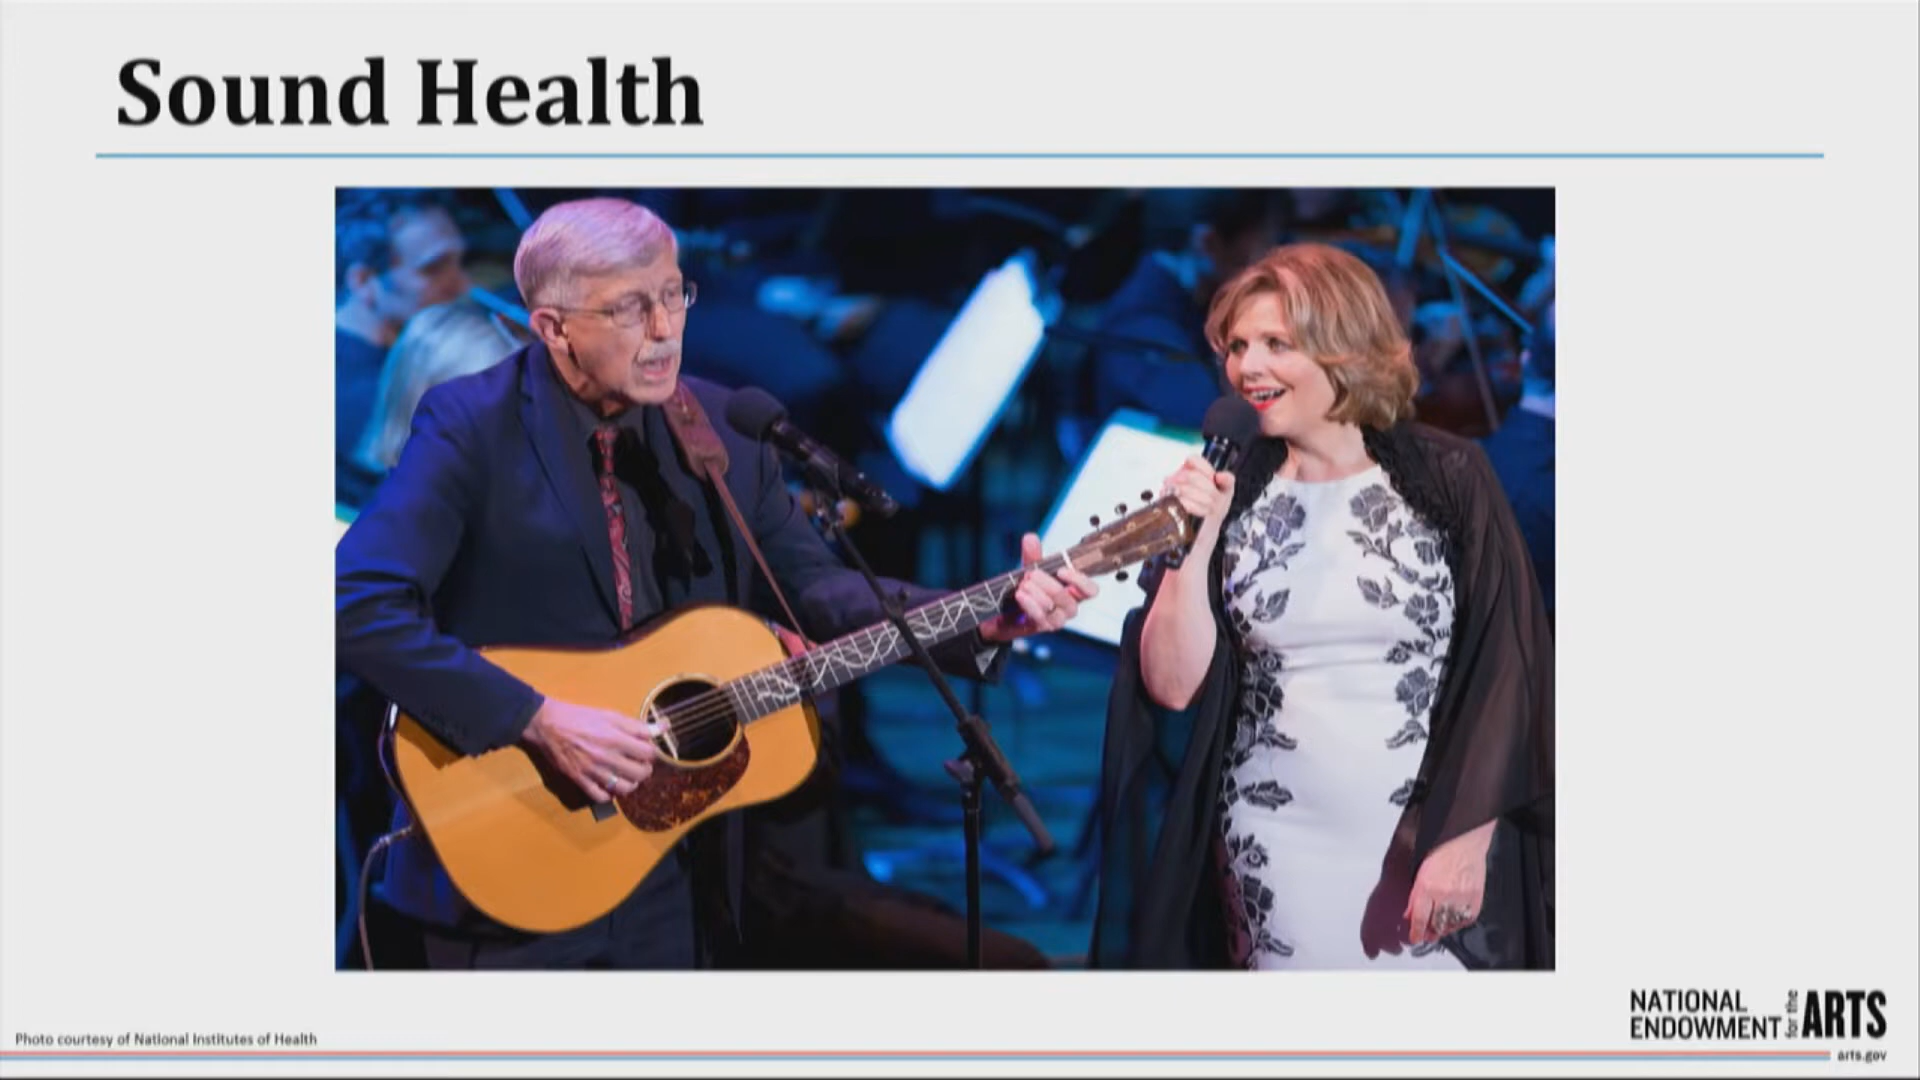 Sound Health
NATIONAL
ENDOWMENT
for the
ARTS
Photo courtesy of National Institutes of Health
arts.gov